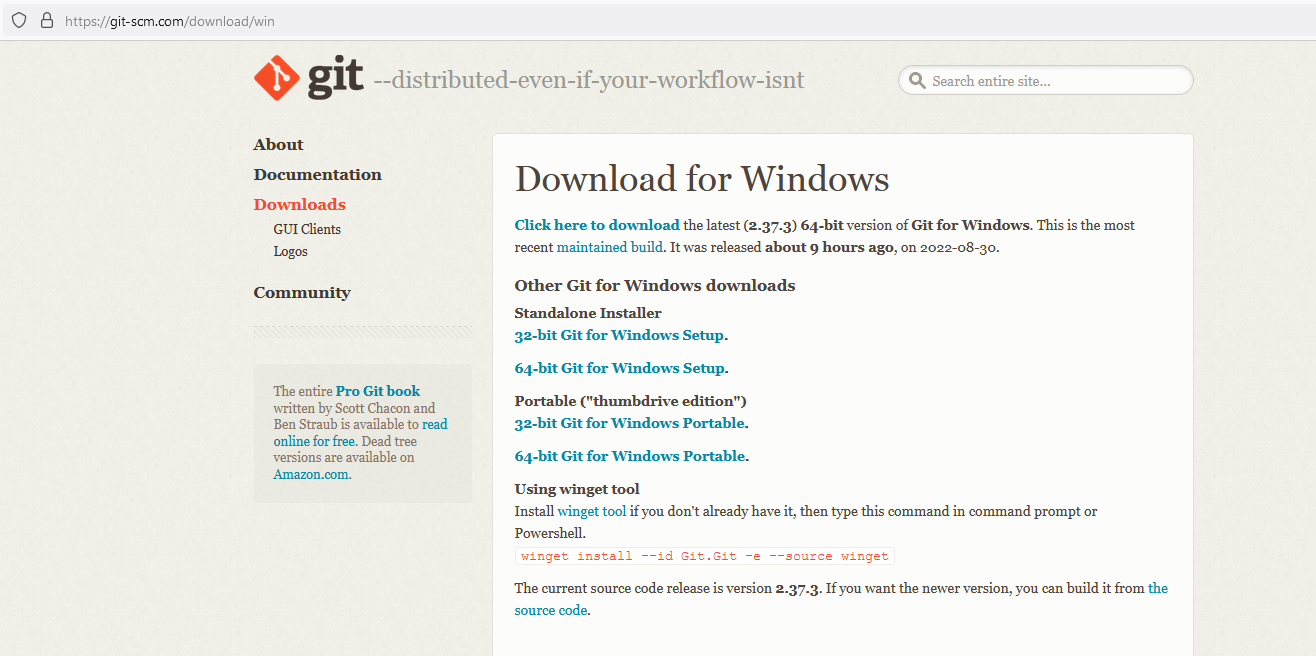 https://git-scm.com/download/win
git --distributed-even-if-your-workflow-isnt
Search entire site...
About
Documentation
Downloads
GUI Clients
Logos
Community
The entire Pro Git book
written by Scott Chacon and
Ben Straub is available to read
online for free. Dead tree
versions are available on
Amazon.com.
Download for Windows
Click here to download the latest (2.37.3) 64-bit version of Git for Windows. This is the most
recent maintained build. It was released about 9 hours ago, on 2022-08-30.
Other Git for Windows downloads
Standalone Installer
32-bit Git for Windows Setup.
64-bit Git for Windows Setup.
Portable ("thumbdrive edition")
32-bit Git for Windows Portable.
64-bit Git for Windows Portable.
Using winget tool
Install winget tool if you don't already have it, then type this command in command prompt or
Powershell.
winget install --id Git.Git -e --source winget
The current source code release is version 2.37.3. If you want the newer version, you can build it from the
source code.